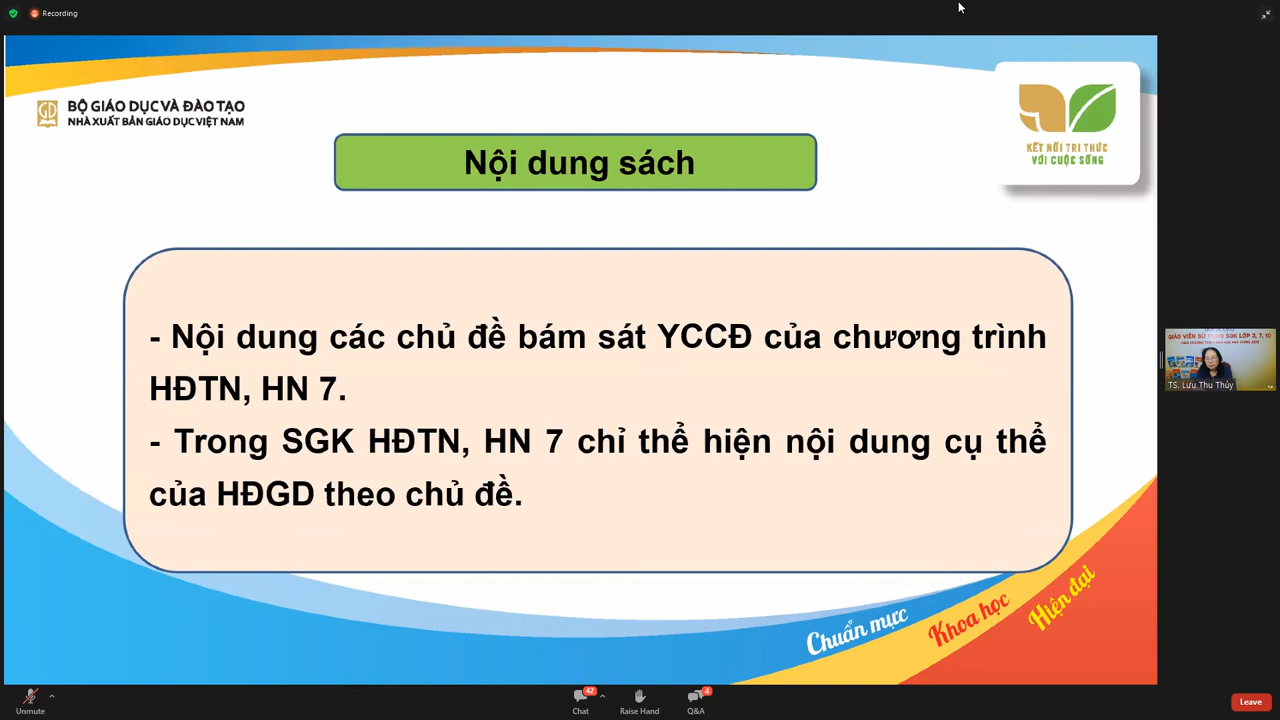 Recording
BỘ GIÁO DỤC VÀ ĐÀO TẠO
NHÀ XUẤT BẢN GIÁO DỤC VIỆT NAM
KẾT NỐI TRI THỨC
VỚI CUỘC SỐNG
Nội dung sách
- Nội dung các chủ đề bám sát YCCĐ của chương trình
HĐTN, HN 7.
- Trong SGK HĐTN, HN 7 chỉ thể hiện nội dung cụ thể
của HĐGD theo chủ đề.
GIÁO VIÊN SỬ DỤNG SGK LỚP 3, 7, 10
TS. Lưu Thu Thủy
Chuẩn mực
Khoa học
Hiện đại
Unmute
42
Chat
Raise Hand
4
Q&A
Leave